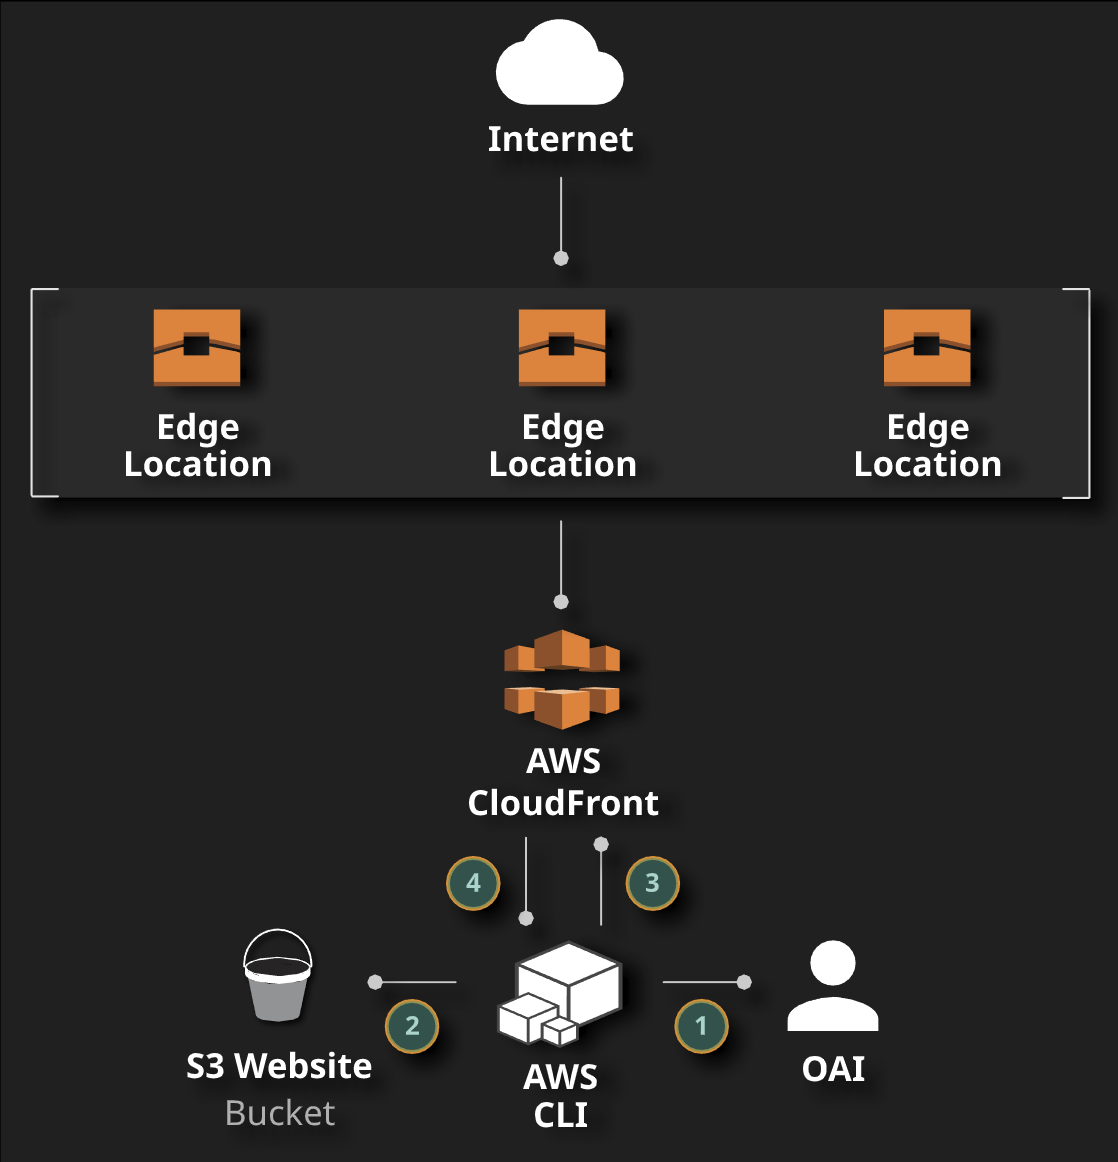 Internet
Edge
Location
Edge
Location
Edge
Location
AWS
CloudFront
4
3
2
1
S3 Website
Bucket
AWS
CLI
OAI